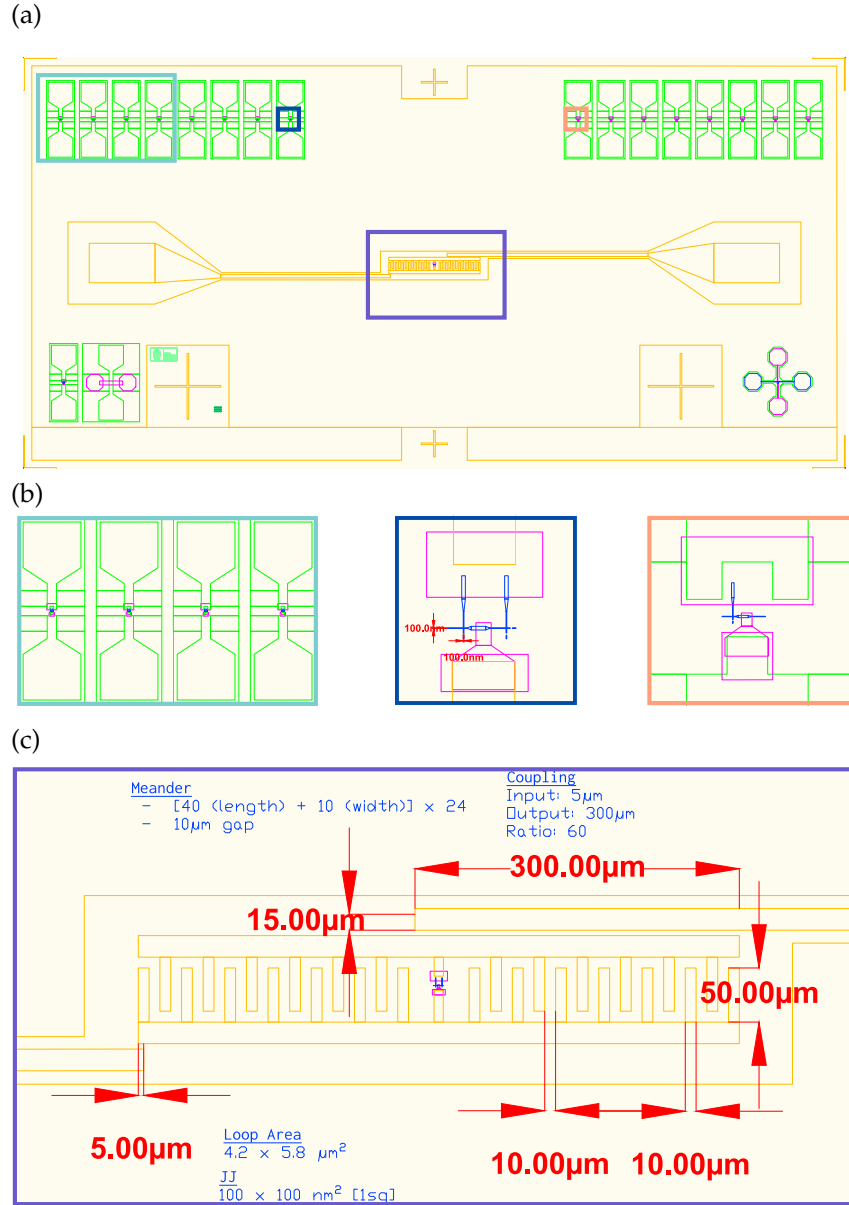 (a)
(b)
100.0nm
100.0nm
(c)
Meander
- [40 (length) + 10 (width)] x 24
- 10µm gap
Coupling
Input: 5µm
Output: 300µm
Ratio: 60
300.00µm
15.00µm
50.00µm
5.00µm
10.00µm
10.00µm
Loop Area
4.2 x 5.8 µm²
JJ
100 x 100 nm² [1sq]